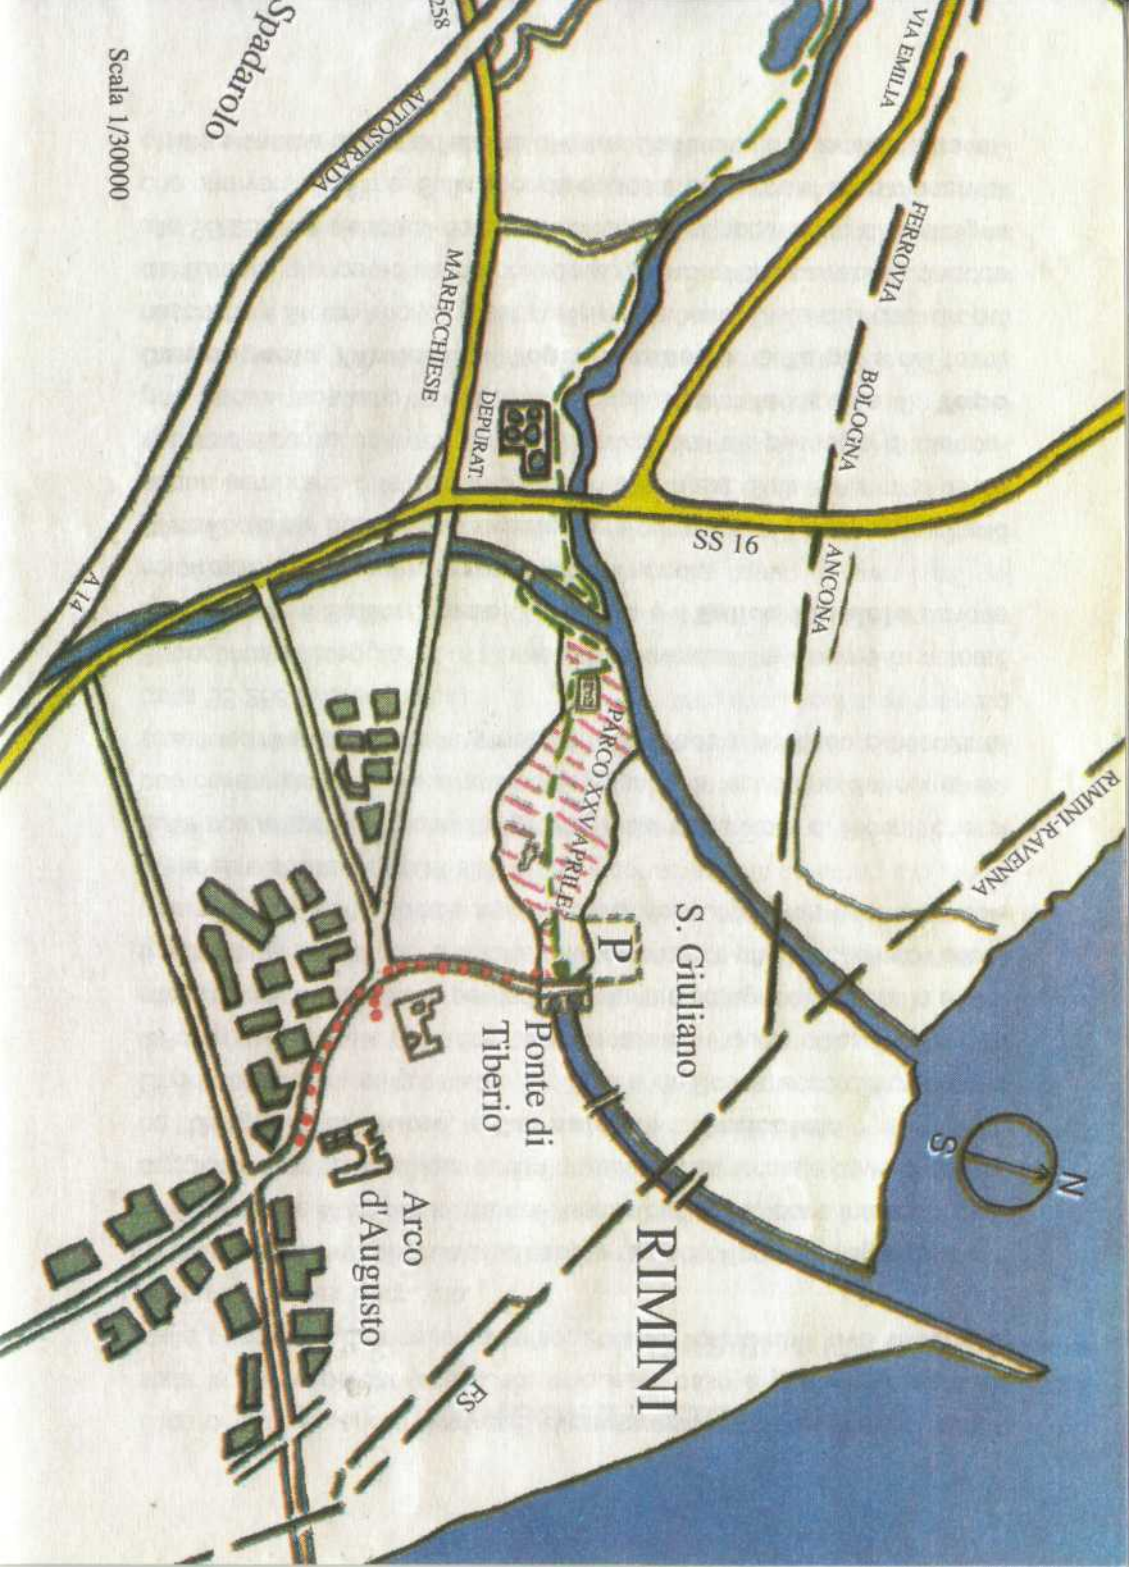 VIA EMILIA
FERROVIA
BOLOGNA
ANCONA
RIMINI-RAVENNA
N
S
258
Spadarolo
AUTOSTRADA
MARECCHIESE
DEPURAT.
SS 16
A 14
Scala 1/30000
PARCO XXV APRILE
P
S. Giuliano
Ponte di
Tiberio
RIMINI
Arco
d'Augusto
FS